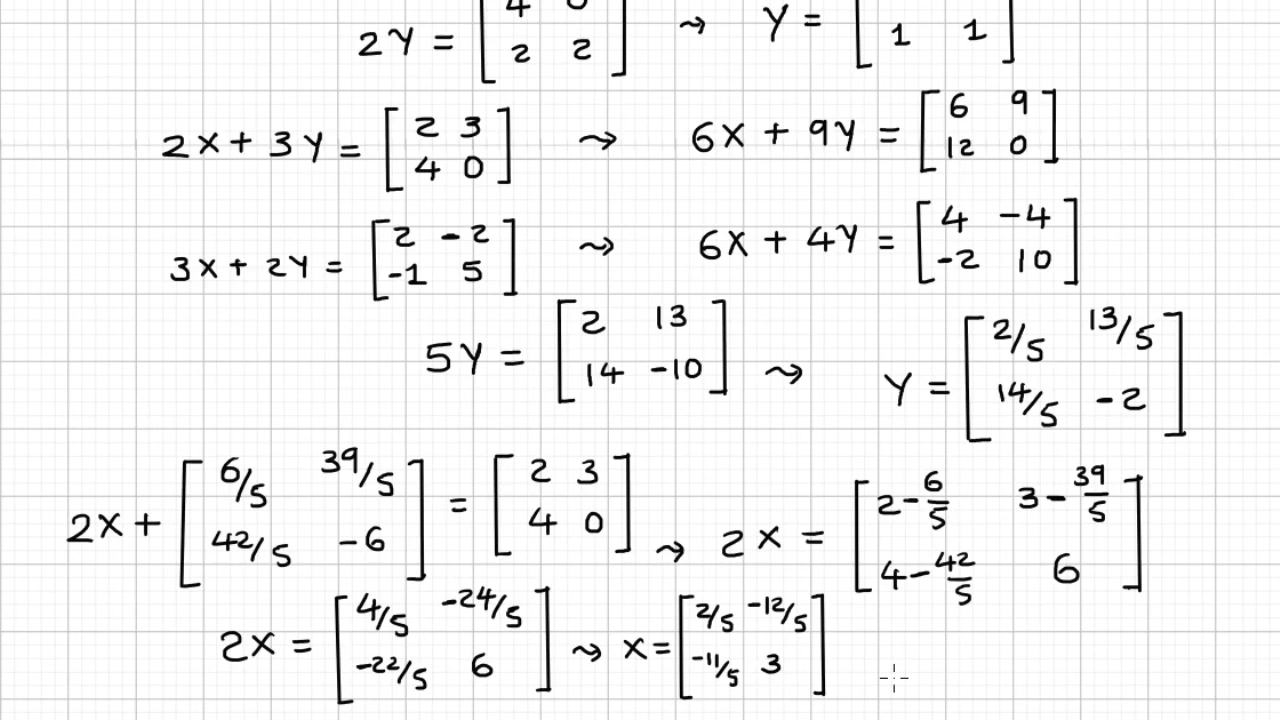 2Y = [4 0; 2 2] ⇝ Y = [1 1]
2X + 3Y = [2 3; 4 0] ⇝ 6X + 9Y = [6 9; 12 0]
3X + 2Y = [2 -2; -1 5] ⇝ 6X + 4Y = [4 -4; -2 10]
5Y = [2 13; 14 -10] ⇝ Y = [2/5 13/5; 14/5 -2]
2X + [6/5 39/5; 42/5 -6] = [2 3; 4 0] ⇝ 2X = [2-6/5 3-39/5; 4-42/5 6]
2X = [4/5 -24/5; -22/5 6] ⇝ X = [2/5 -12/5; -11/5 3]